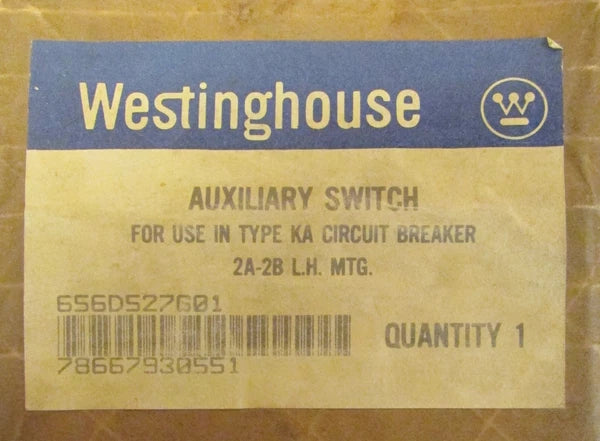 Westinghouse W
AUXILIARY SWITCH
FOR USE IN TYPE KA CIRCUIT BREAKER
2A-2B L.H. MTG.
656D527G01
78667930551
QUANTITY 1